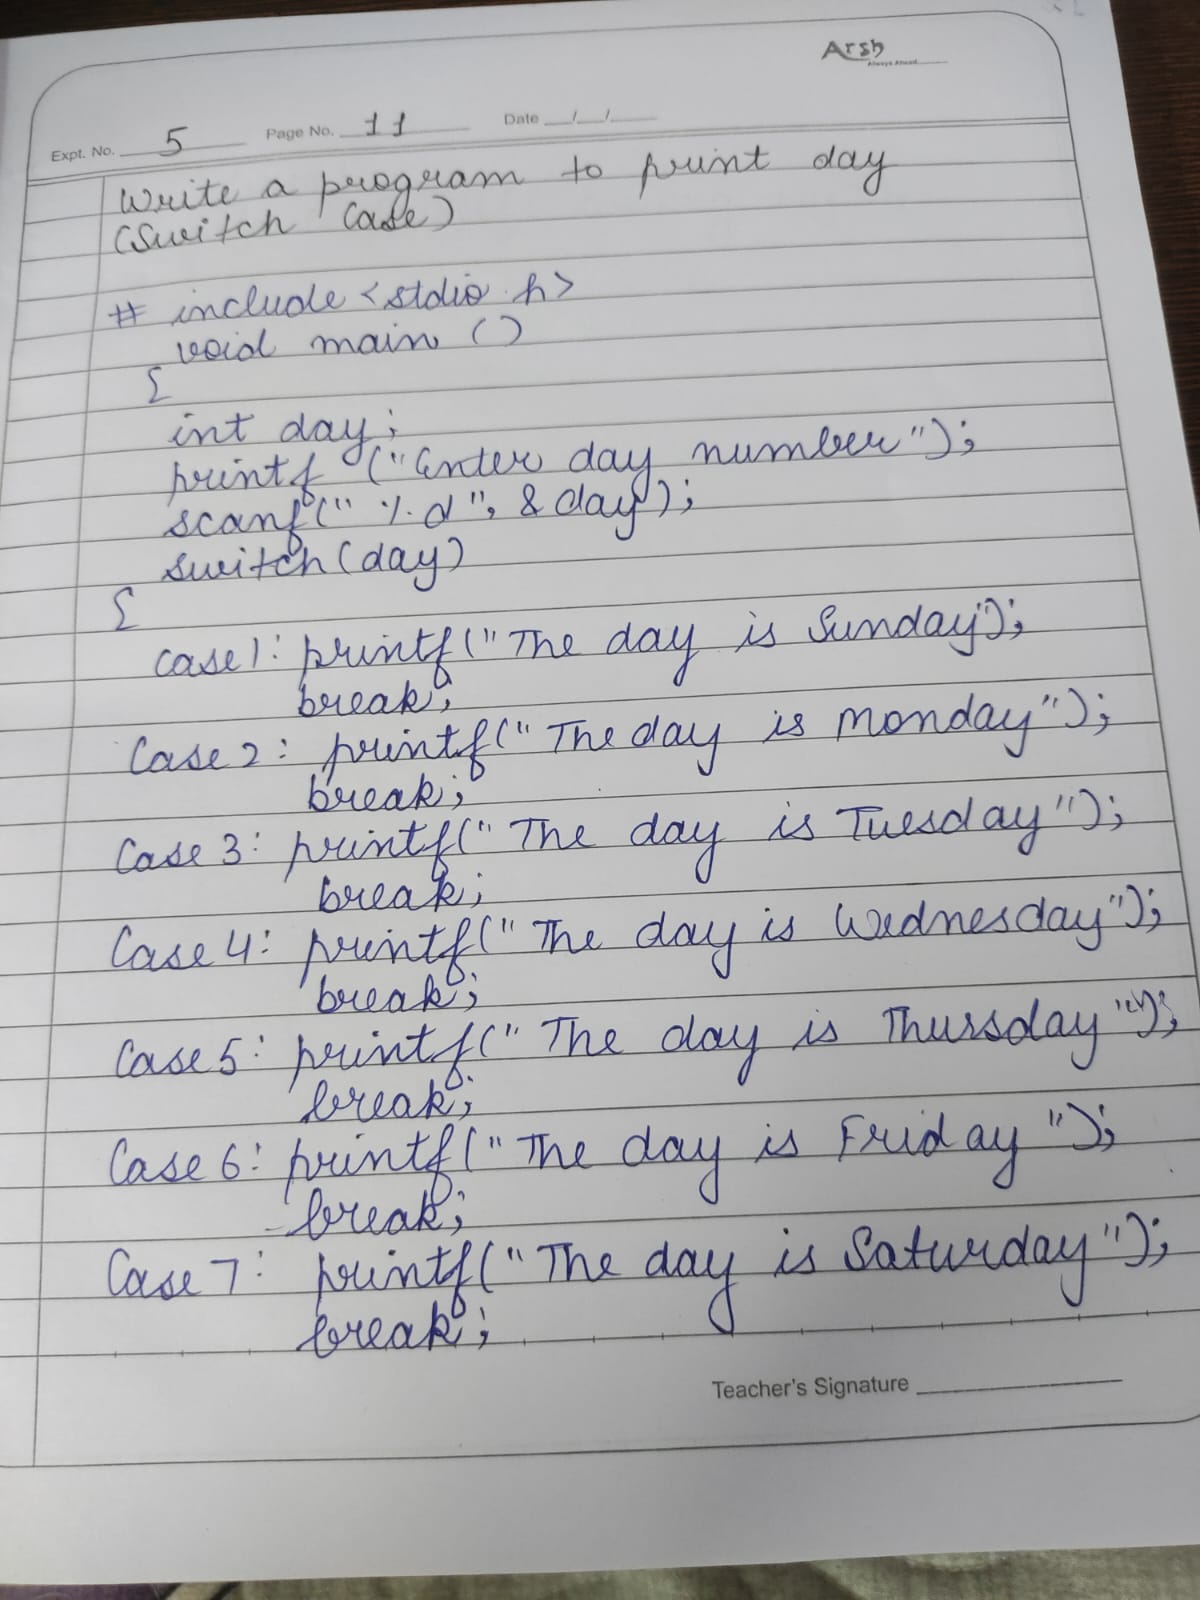 Arsh
Always Ahead
Expt. No. 5 Page No. 11 Date / /
Write a program to print day
(Switch Case)
# include <stdio.h>
void main ()
{
int day;
printf ("Enter day number");
scanf(" %d", &day);
switch(day)
{
case 1: printf("The day is Sunday");
break;
Case 2: printf("The day is Monday");
break;
Case 3: printf("The day is Tuesday");
break;
Case 4: printf("The day is Wednesday");
break;
Case 5: printf("The day is Thursday");
break;
Case 6: printf("The day is Friday");
break;
Case 7: printf("The day is Saturday");
break;
Teacher's Signature